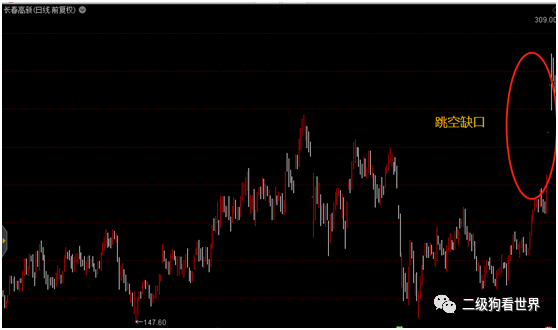 长春高新(日线 前复权)
309.00
跳空缺口
←147.60
二级狗看世界